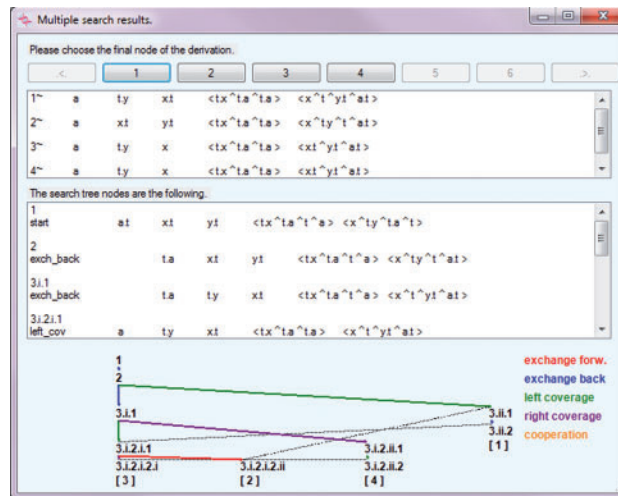 Multiple search results.
Please choose the final node of the derivation.
<. 1 2 3 4 5 6 >.
1~ a t.y x.t <t.x^t.a^t.a> <x^t^y.t^a.t>
2~ a x.t y.t <t.x^t.a^t.a> <x^t.y^t^a.t>
3~ a t.y x <t.x^t.a^t.a> <x.t^y.t^a.t>
4~ a t.y x <t.x^t.a^t.a> <x.t^y.t^a.t>
The search tree nodes are the following.
1
start a.t x.t y.t <t.x^t.a^t^a> <x^t.y^t.a^t>
2
exch_back t.a x.t y.t <t.x^t.a^t^a> <x^t.y^t^a.t>
3.i.1
exch_back t.a t.y x.t <t.x^t.a^t^a> <x^t^y.t^a.t>
3.i.2.i.1
left_cov a t.y x.t <t.x^t.a^t.a> <x^t^y.t^a.t>
1 exchange forw.
2 exchange back
left coverage
3.i.1 3.ii.1 right coverage
3.ii.2 cooperation
3.i.2.i.1 3.i.2.ii.1 [1]
3.i.2.i.2.i 3.i.2.i.2.ii 3.i.2.ii.2
[3] [2] [4]